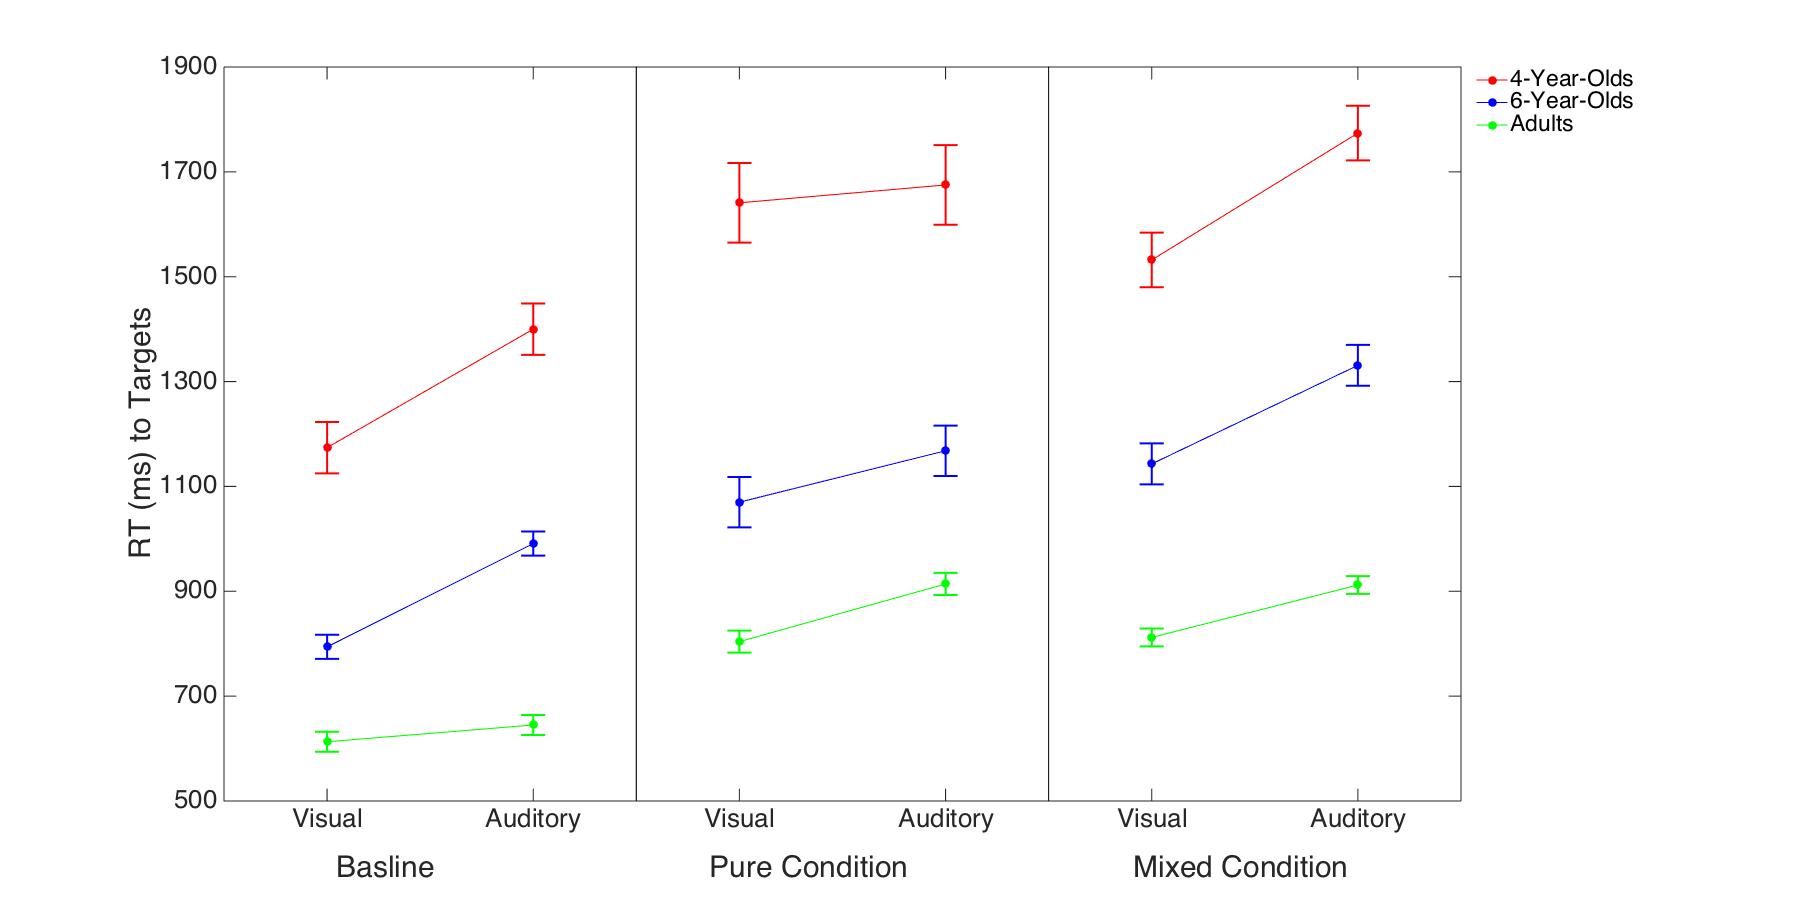 1900
1700
1500
1300
1100
900
700
500
RT (ms) to Targets
4-Year-Olds
6-Year-Olds
Adults
Visual Auditory Visual Auditory Visual Auditory
Basline Pure Condition Mixed Condition